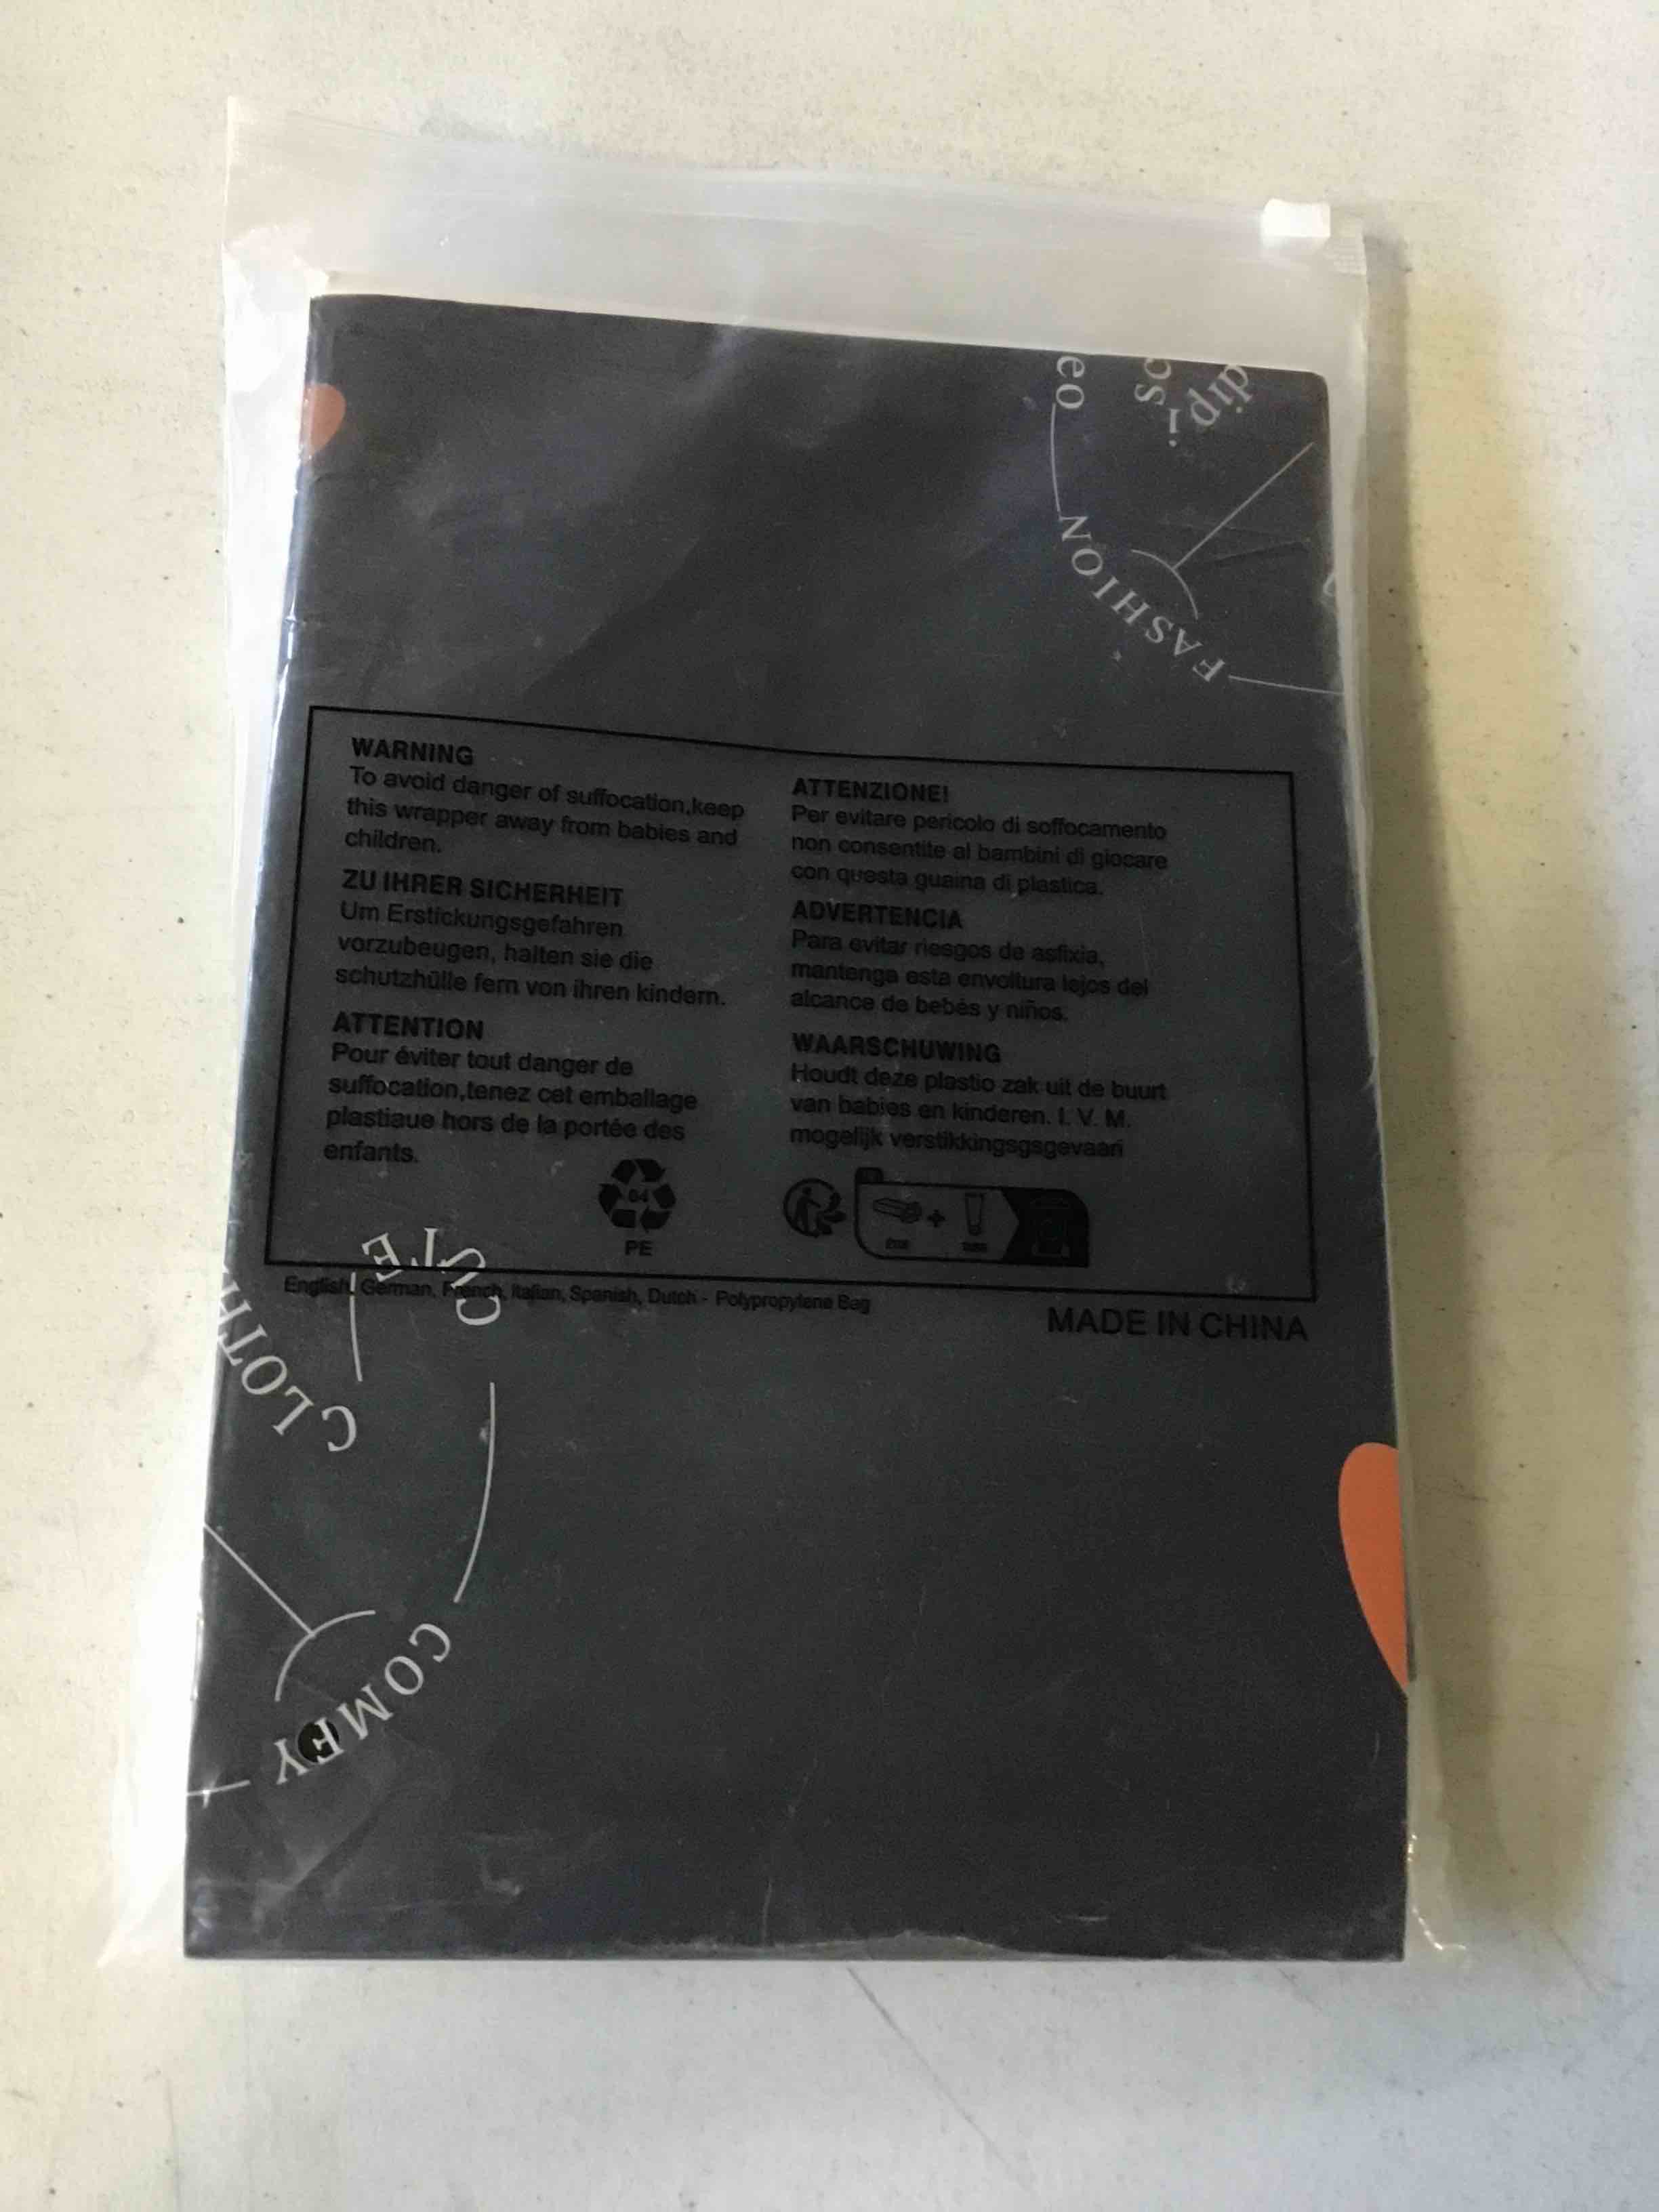 eo
sc
i
dip
FASHION
WARNING
To avoid danger of suffocation,keep
this wrapper away from babies and
children.
ZU IHRER SICHERHEIT
Um Erstickungsgefahren
vorzubeugen, halten sie die
schutzhülle fern von ihren kindern.
ATTENTION
Pour éviter tout danger de
suffocation,tenez cet emballage
plastiaue hors de la portée des
enfants.
ATTENZIONE!
Per evitare pericolo di soffocamento
non consentite al bambini di giocare
con questa guaina di plastica.
ADVERTENCIA
Para evitar riesgos de asfixia,
mantenga esta envoltura lejos del
alcance de bebés y niños.
WAARSCHUWING
Houdt deze plastio zak uit de buurt
van babies en kinderen. I. V. M.
mogelijk verstikkingsgsgevaari
PE
English, German, French, Italian, Spanish, Dutch - Polypropylene Bag
MADE IN CHINA
CUTE
CLOTH
COMFY